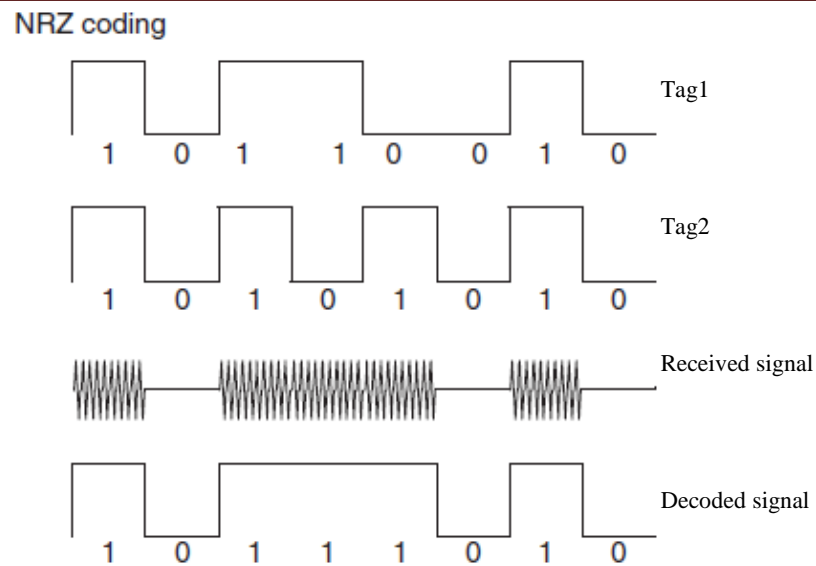 NRZ coding
Tag1
1 0 1 1 0 0 1 0
Tag2
1 0 1 0 1 0 1 0
Received signal
Decoded signal
1 0 1 1 1 0 1 0